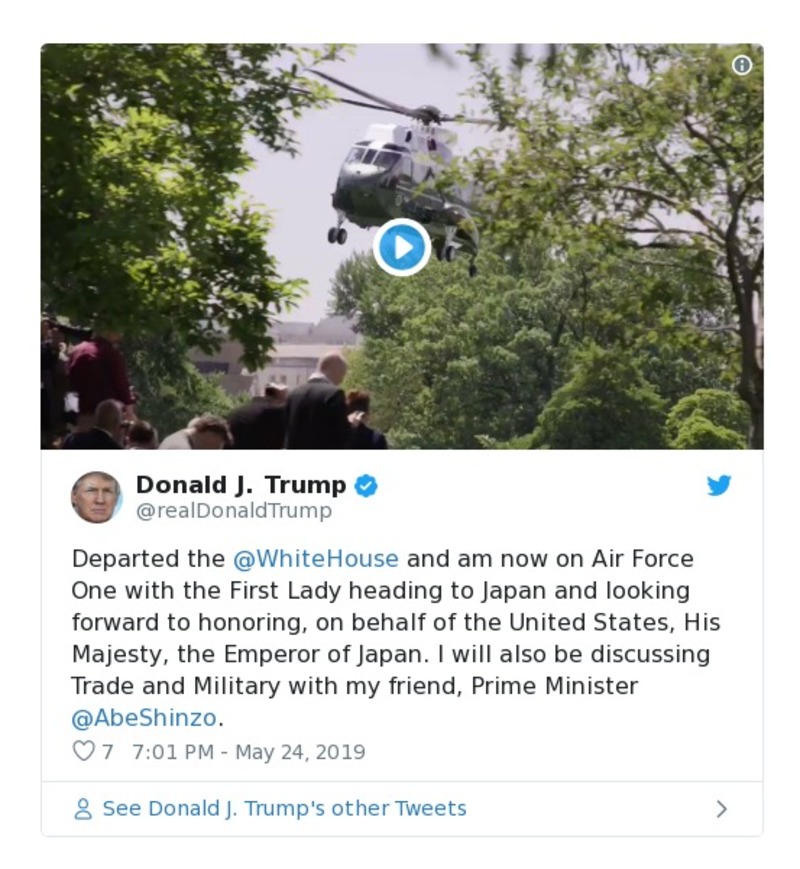 Donald J. Trump
@realDonaldTrump
Departed the @WhiteHouse and am now on Air Force
One with the First Lady heading to Japan and looking
forward to honoring, on behalf of the United States, His
Majesty, the Emperor of Japan. I will also be discussing
Trade and Military with my friend, Prime Minister
@AbeShinzo.
7 7:01 PM - May 24, 2019
See Donald J. Trump's other Tweets